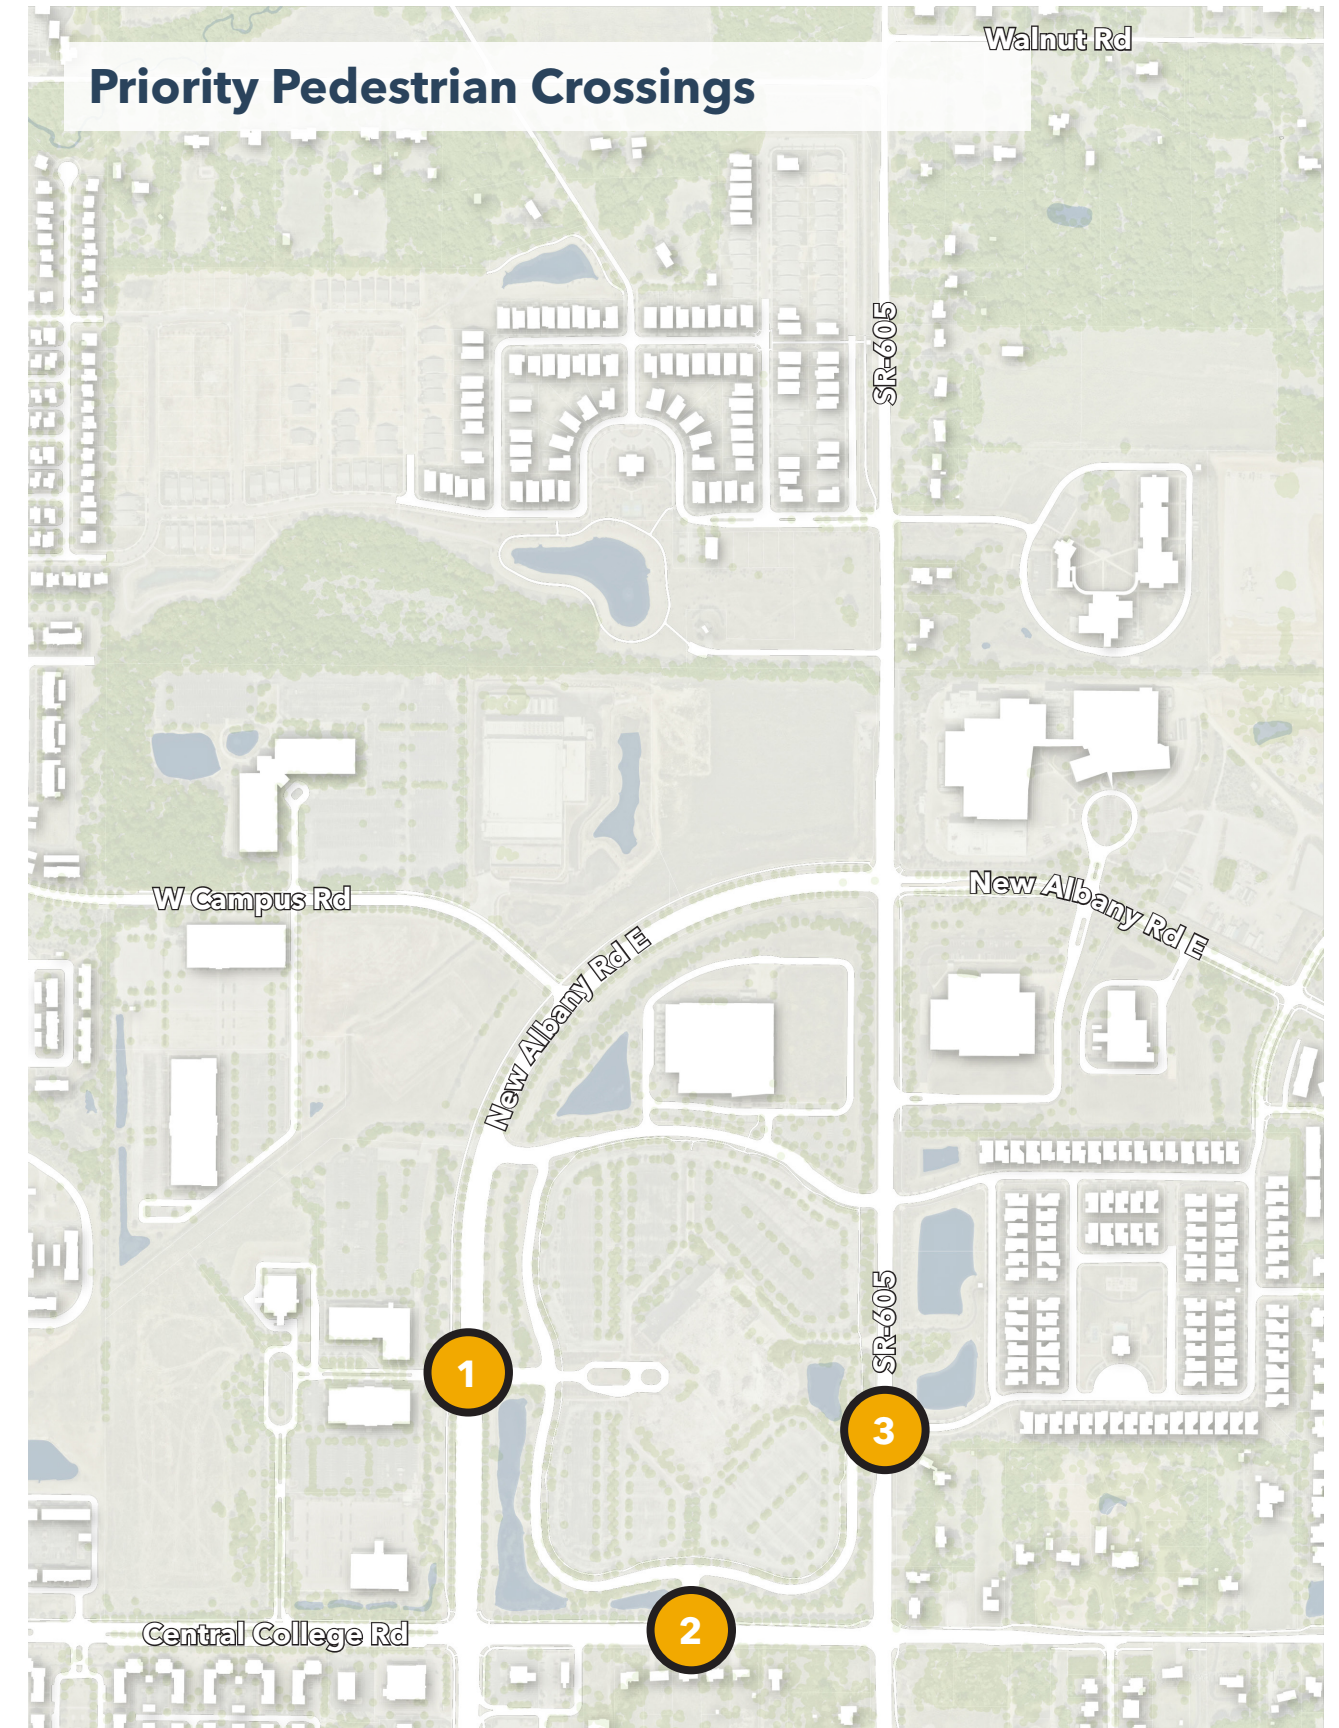 Walnut Rd
Priority Pedestrian Crossings
SR-605
New Albany Rd E
W Campus Rd
New Albany Rd E
SR-605
1
3
2
Central College Rd